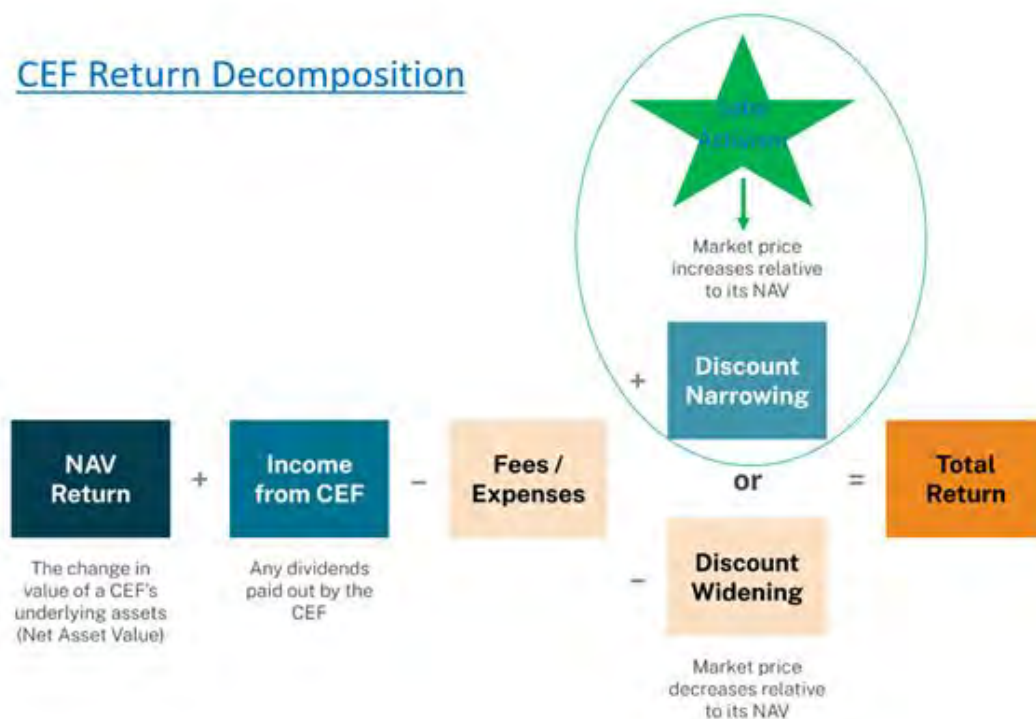 CEF Return Decomposition
Activism
Market price
increases relative
to its NAV
+
Discount
Narrowing
NAV
Return
+
Income
from CEF
–
Fees /
Expenses
or
=
Total
Return
The change in
value of a CEF's
underlying assets
(Net Asset Value)
Any dividends
paid out by the
CEF
–
Discount
Widening
Market price
decreases relative
to its NAV